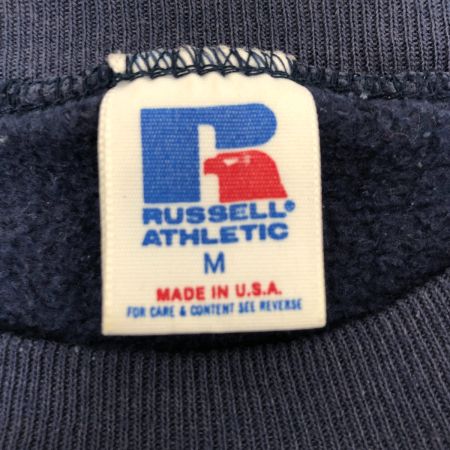 R
RUSSELL®
ATHLETIC
M
MADE IN U.S.A.
FOR CARE & CONTENT SEE REVERSE